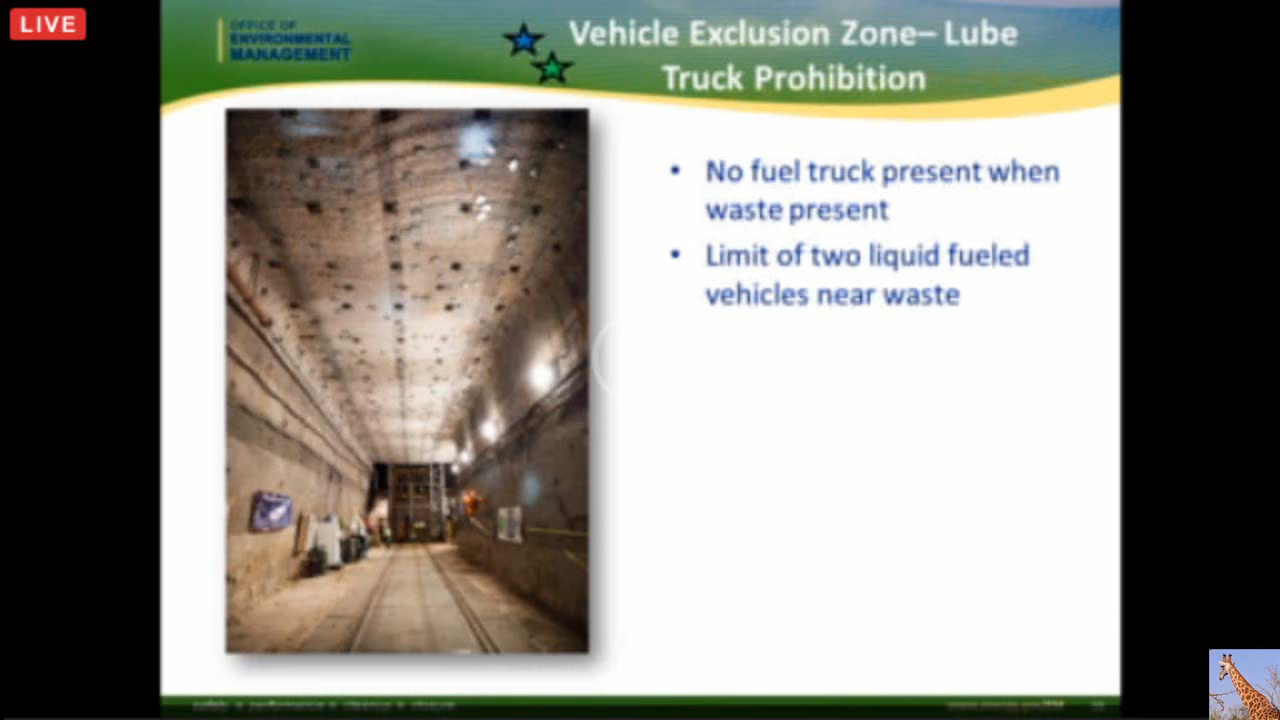 LIVE
OFFICE OF
ENVIRONMENTAL
MANAGEMENT
Vehicle Exclusion Zone– Lube
Truck Prohibition
• No fuel truck present when
waste present
• Limit of two liquid fueled
vehicles near waste